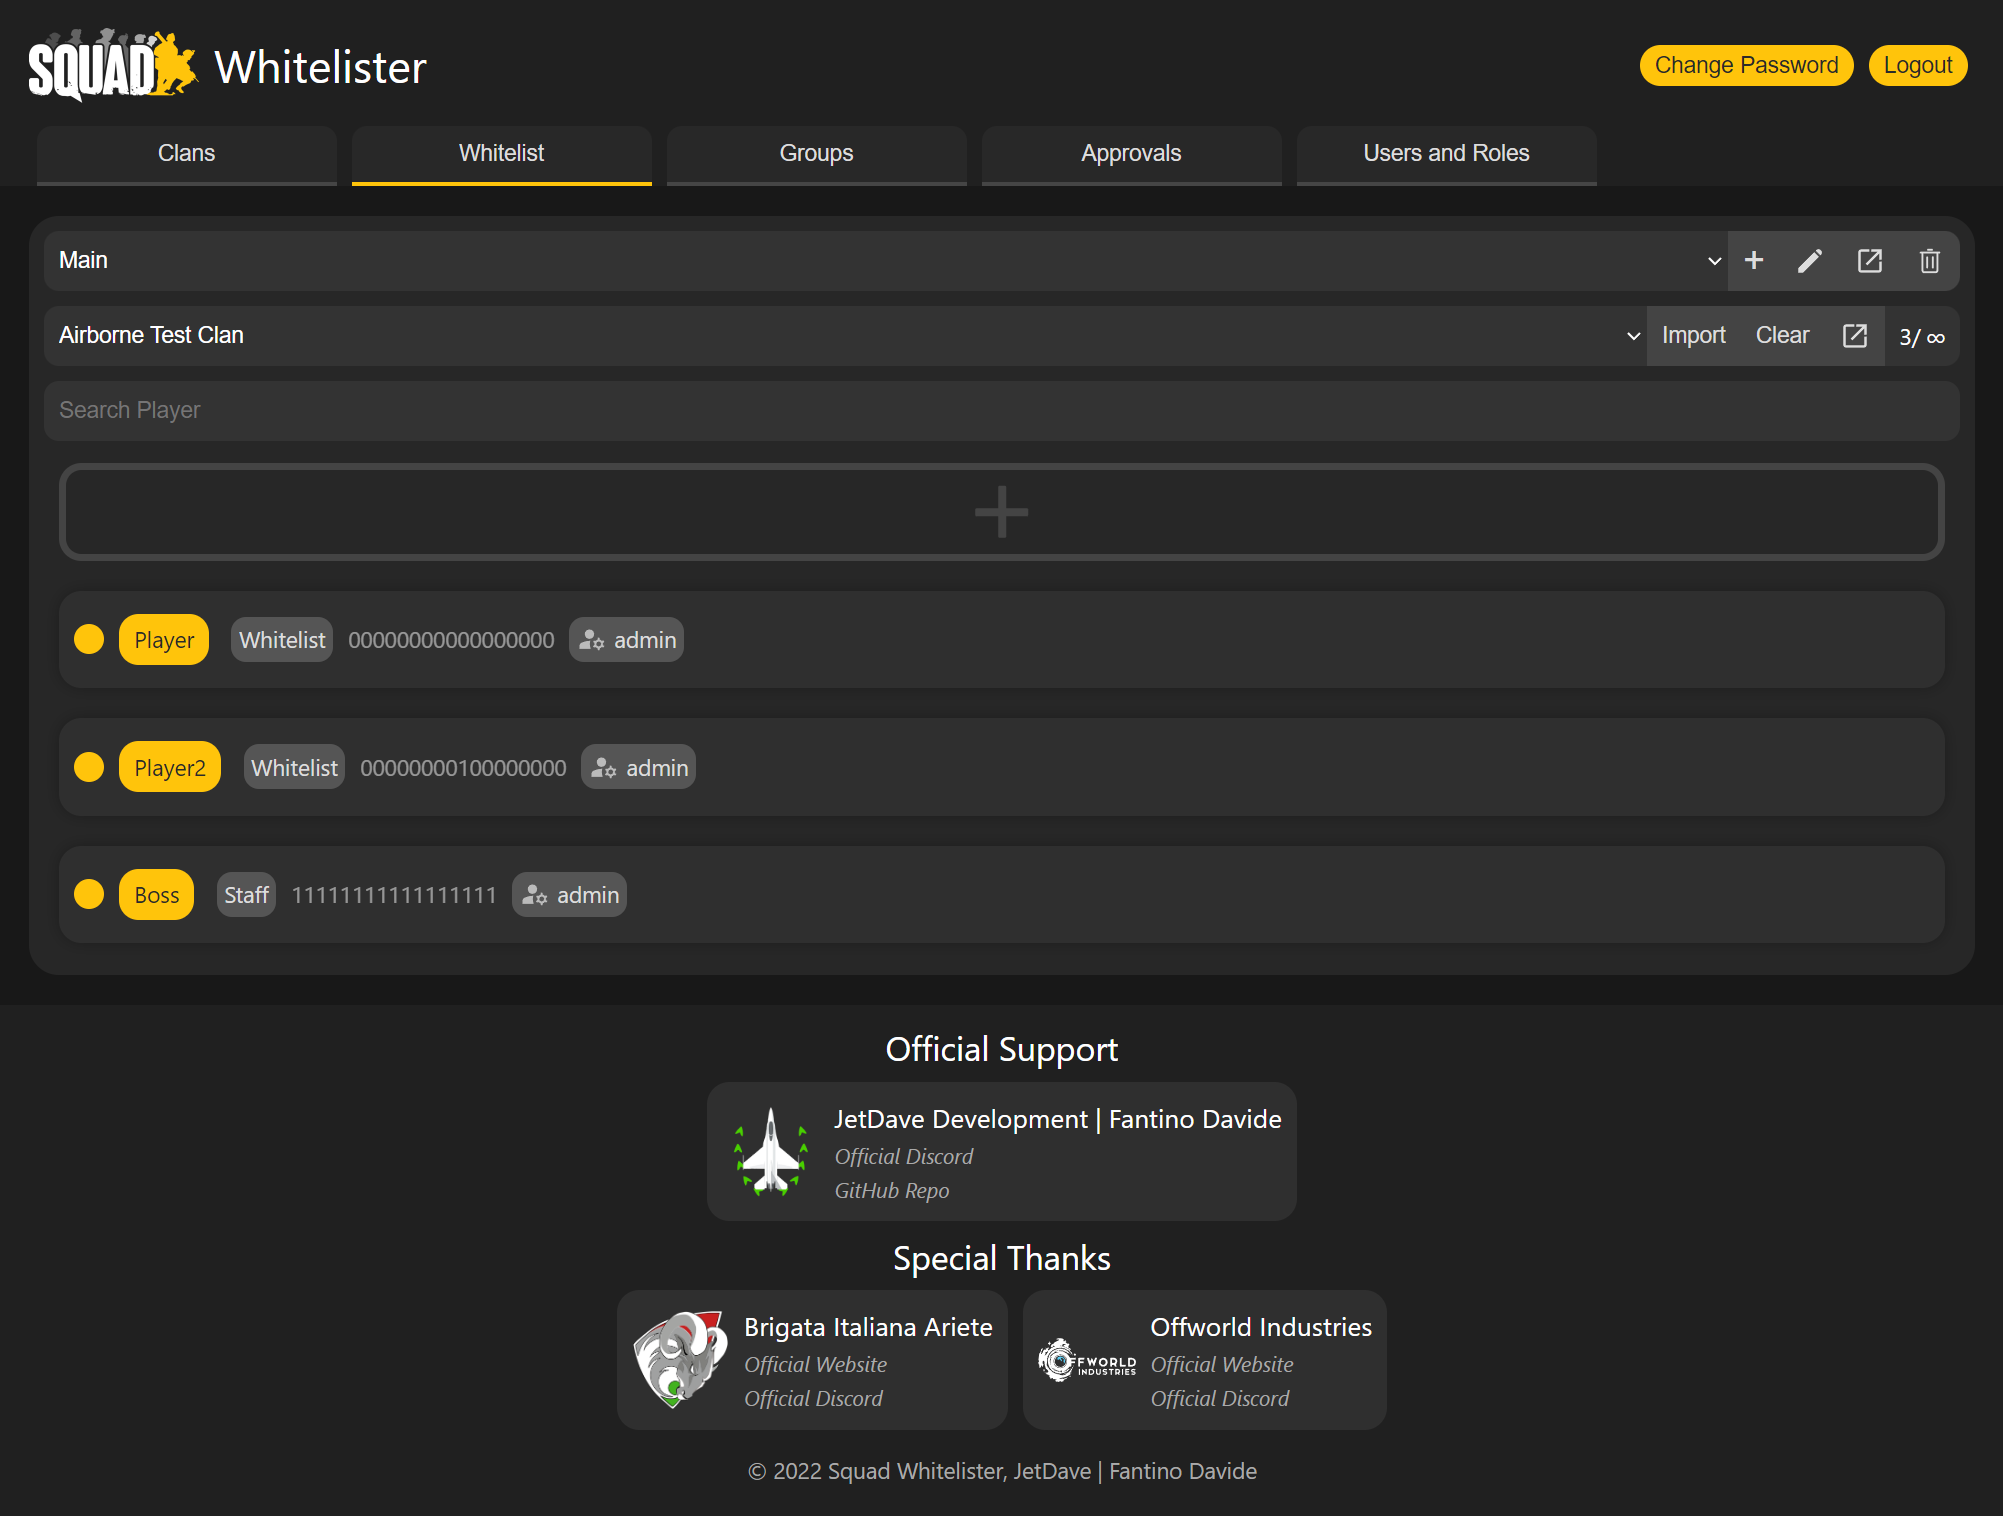 SQUAD Whitelister
Change Password Logout
Clans Whitelist Groups Approvals Users and Roles
Main
Airborne Test Clan Import Clear 3/ ∞
Search Player
Player Whitelist 00000000000000000 admin
Player2 Whitelist 00000000100000000 admin
Boss Staff 11111111111111111 admin
Official Support
JetDave Development | Fantino Davide
Official Discord
GitHub Repo
Special Thanks
Brigata Italiana Ariete
Official Website
Official Discord
OFFWORLD
INDUSTRIES
Offworld Industries
Official Website
Official Discord
© 2022 Squad Whitelister, JetDave | Fantino Davide